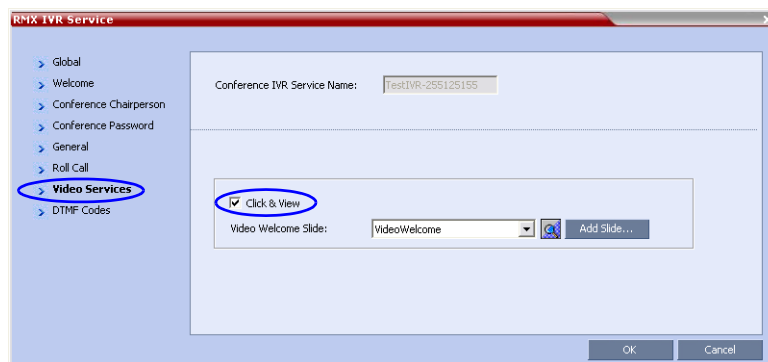 RMX IVR Service
Global
Welcome
Conference Chairperson
Conference Password
General
Roll Call
Video Services
DTMF Codes
Conference IVR Service Name: TestIVR-255125155
Click & View
Video Welcome Slide: VideoWelcome Add Slide...
OK Cancel